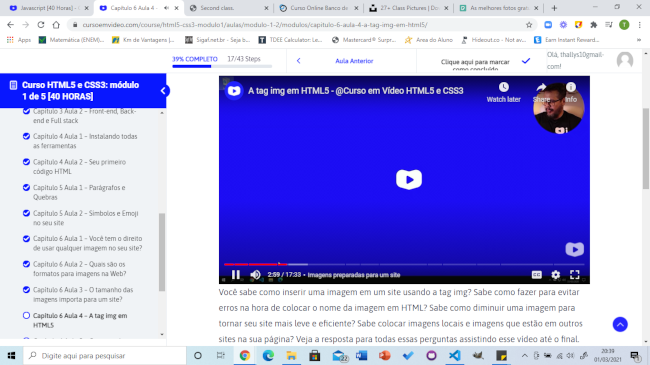 Javascript [40 Horas] -
Capítulo 6 Aula 4 - A
Second class.
Curso Online Banco de
27+ Class Pictures | Do
As melhores fotos grát
cursoemvideo.com/course/html5-css3-modulo1/aulas/modulo-1-2/modulos/capitulo-6-aula-4-a-tag-img-em-html5/
Apps
Matemática (ENEM)...
Km de Vantagens |...
Sigaf.net.br - Seja b...
TDEE Calculator: Le...
Mastercard® Surpr...
Area do Aluno
Hideout.co - Not av...
Earn Instant Reward...
39% COMPLETO 17/43 Steps
Aula Anterior
Clique aqui para marcar
como concluído
Olá, thallys10gmail-
com!
Curso HTML5 e CSS3: módulo
1 de 5 [40 HORAS]
Capítulo 3 Aula 2 – Front-end, Back-
end e Full stack
Capítulo 4 Aula 1 – Instalando todas
as ferramentas
Capítulo 4 Aula 2 – Seu primeiro
código HTML
Capítulo 5 Aula 1 – Parágrafos e
Quebras
Capítulo 5 Aula 2 – Símbolos e Emoji
no seu site
Capítulo 6 Aula 1 – Você tem o direito
de usar qualquer imagem no seu site?
Capítulo 6 Aula 2 – Quais são os
formatos para imagens na Web?
Capítulo 6 Aula 3 – O tamanho das
imagens importa para um site?
Capítulo 6 Aula 4 – A tag img em
HTML5
A tag img em HTML5 - @Curso em Vídeo HTML5 e CSS3
Watch later
Share
Info
2:59 / 17:33 • Imagens preparadas para um site
CC
Você sabe como inserir uma imagem em um site usando a tag img? Sabe como fazer para evitar
erros na hora de colocar o nome da imagem em HTML? Sabe como diminuir uma imagem para
tornar seu site mais leve e eficiente? Sabe colocar imagens locais e imagens que estão em outros
sites na sua página? Veja a resposta para todas essas perguntas assistindo esse vídeo até o final.
Digite aqui para pesquisar
20:39
01/03/2021